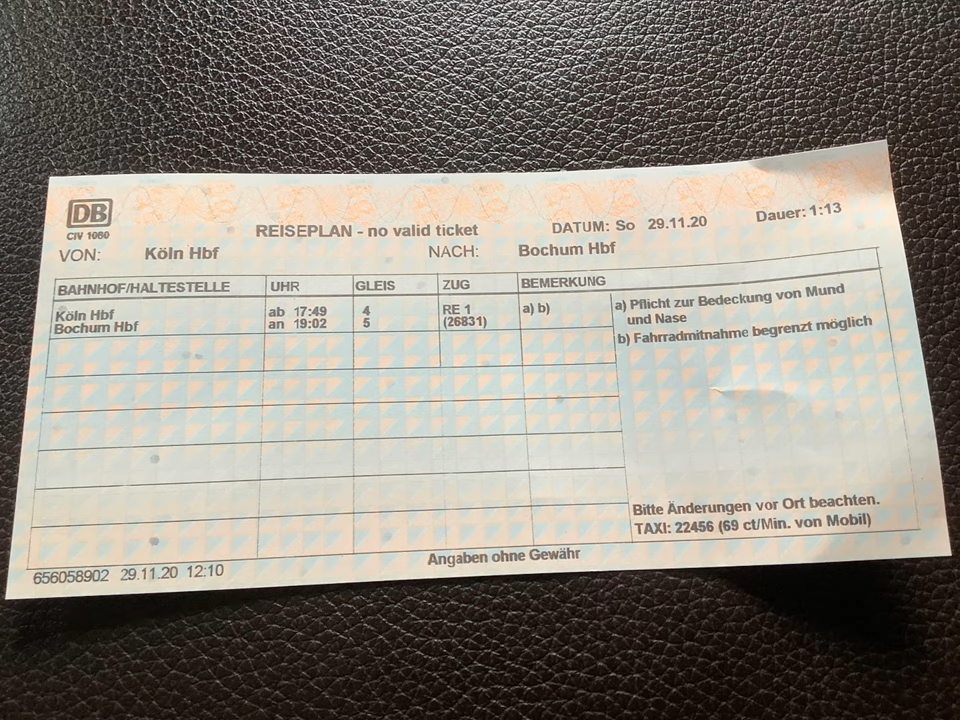 DB
CIV 1080
REISEPLAN - no valid ticket
DATUM: So 29.11.20
Dauer: 1:13
VON: Köln Hbf NACH: Bochum Hbf
BAHNHOF/HALTESTELLE UHR GLEIS ZUG BEMERKUNG
Köln Hbf ab 17:49 4 RE 1 a) b)
Bochum Hbf an 19:02 5 (26831)
a) Pflicht zur Bedeckung von Mund
und Nase
b) Fahrradmitnahme begrenzt möglich
Bitte Änderungen vor Ort beachten.
TAXI: 22456 (69 ct/Min. von Mobil)
Angaben ohne Gewähr
656058902 29.11.20 12:10